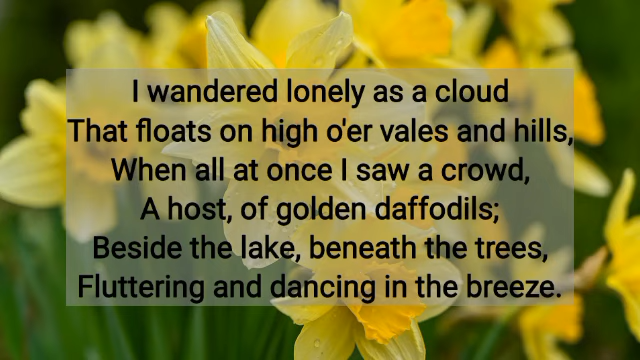 I wandered lonely as a cloud
That floats on high o'er vales and hills,
When all at once I saw a crowd,
A host, of golden daffodils;
Beside the lake, beneath the trees,
Fluttering and dancing in the breeze.